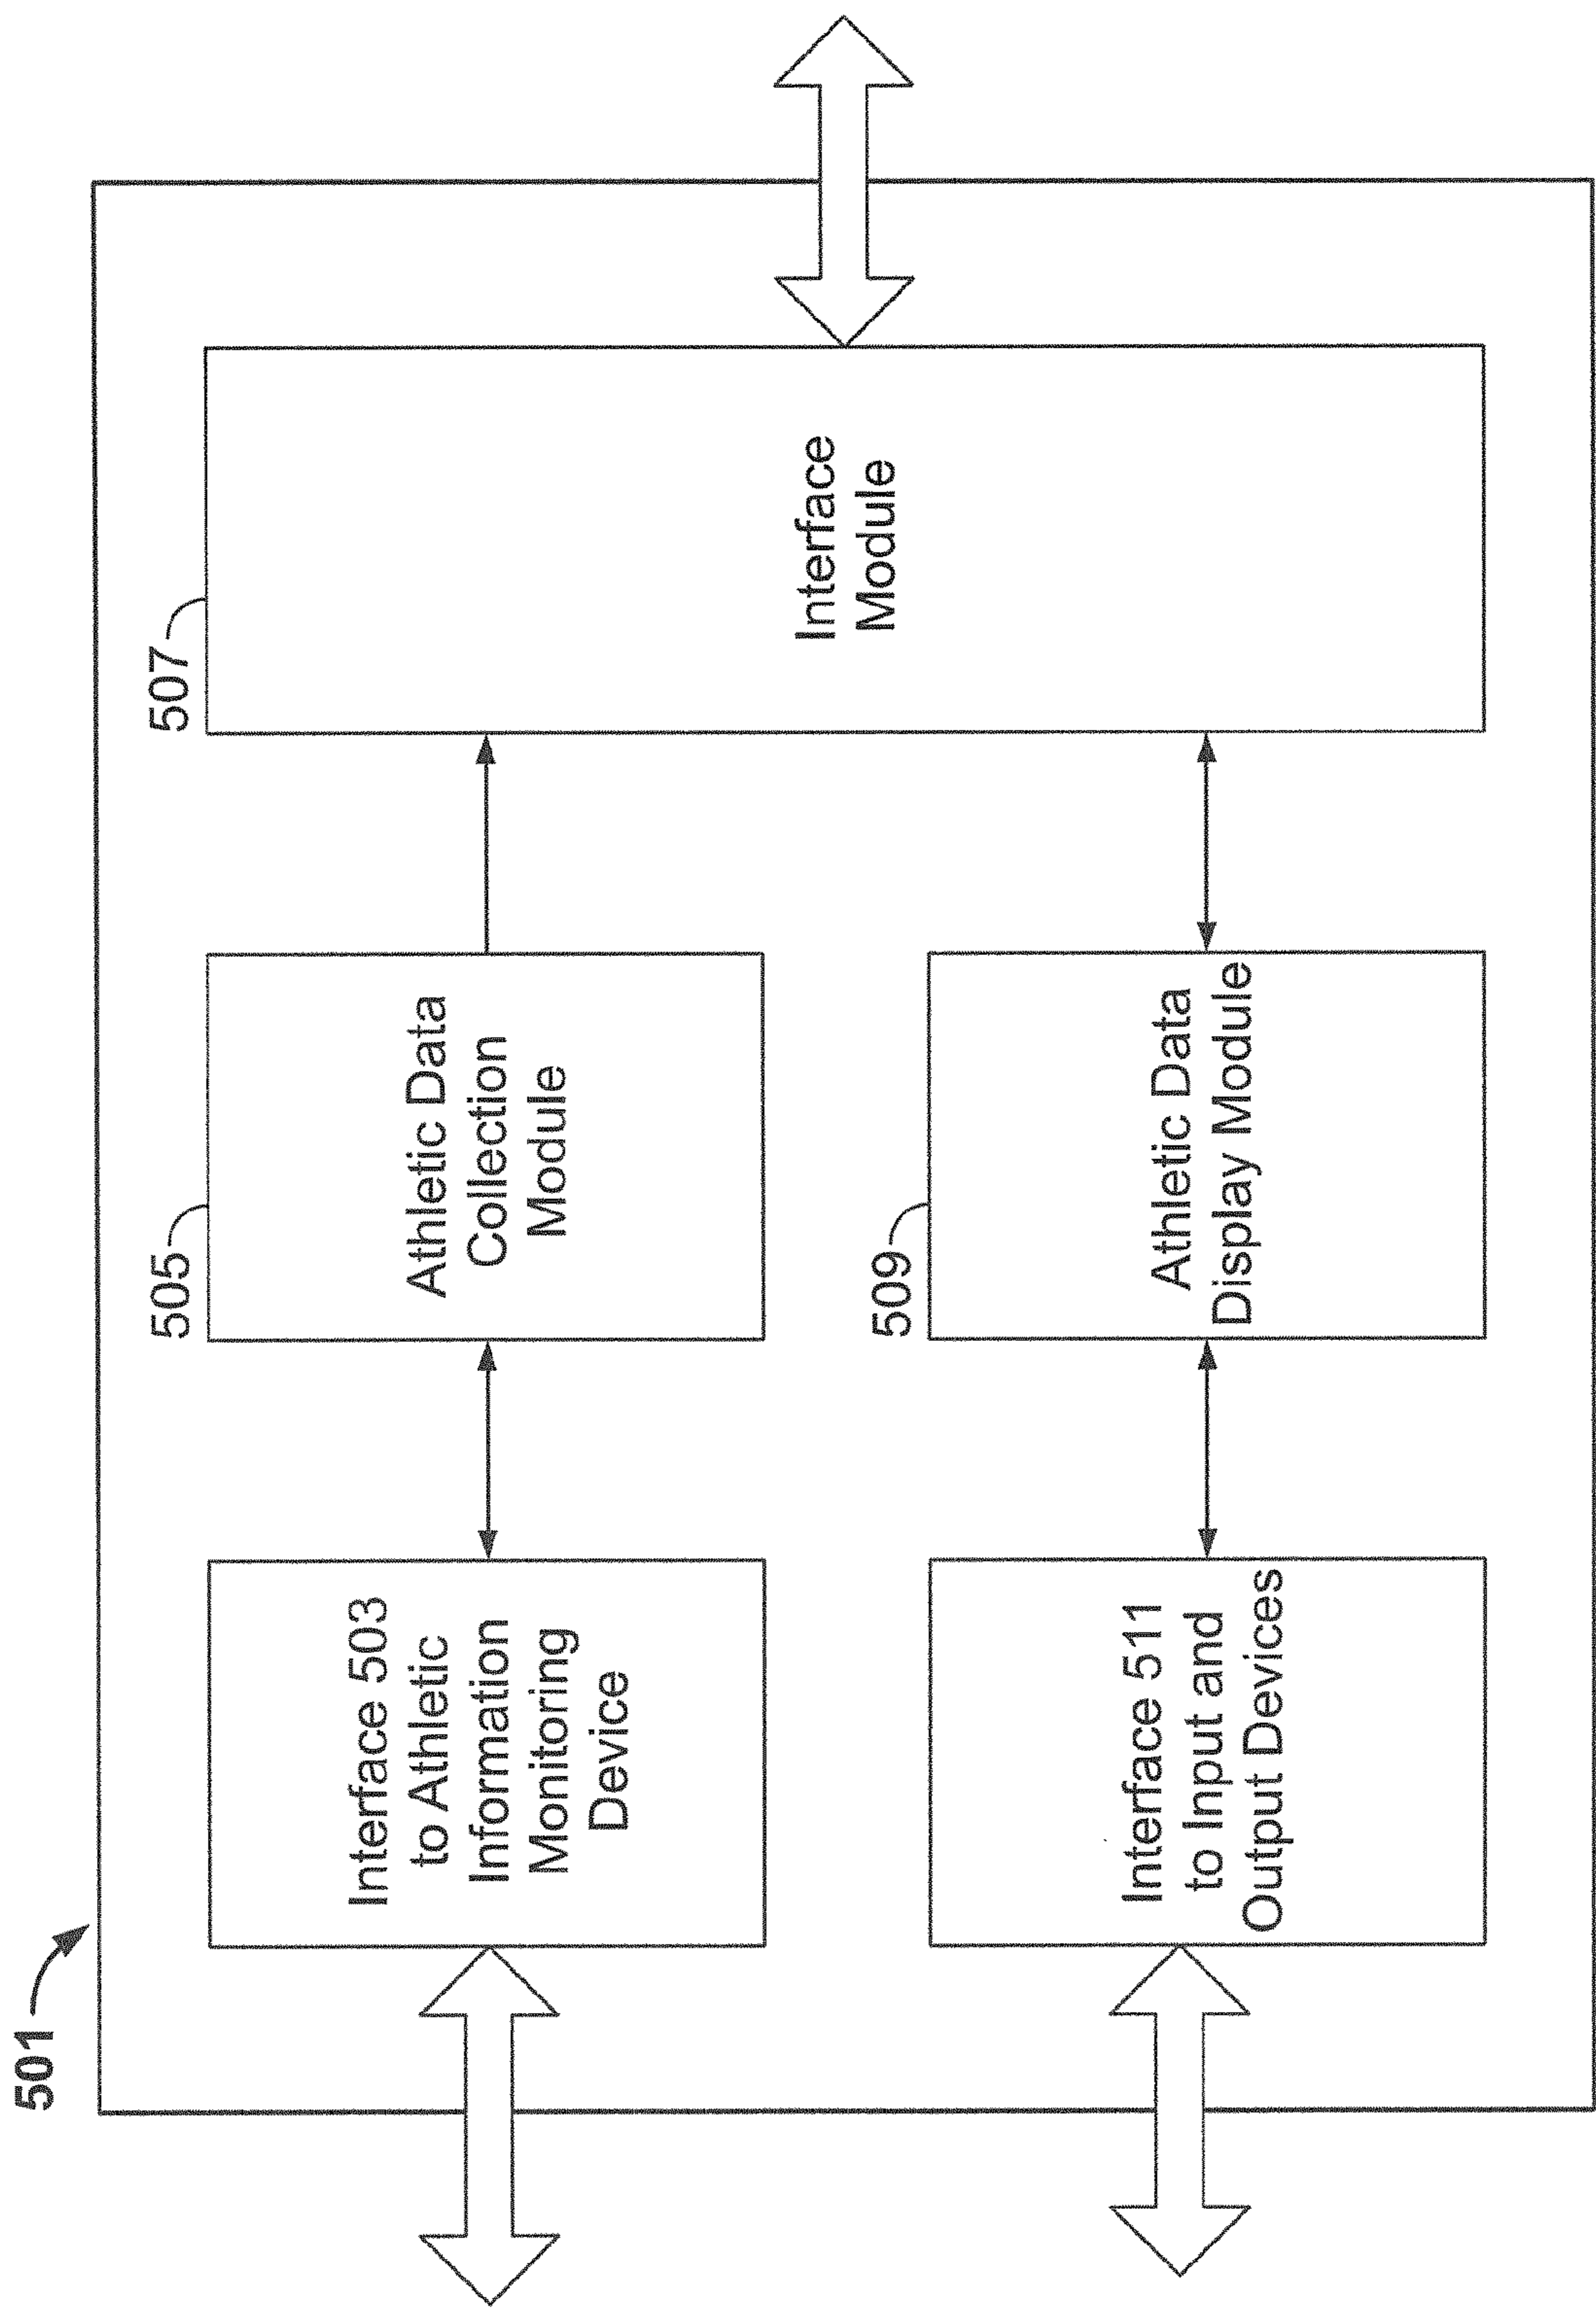 501
Interface 503
to Athletic
Information
Monitoring
Device
505
Athletic Data
Collection
Module
507
Interface
Module
Interface 511
to Input and
Output Devices
509
Athletic Data
Display Module